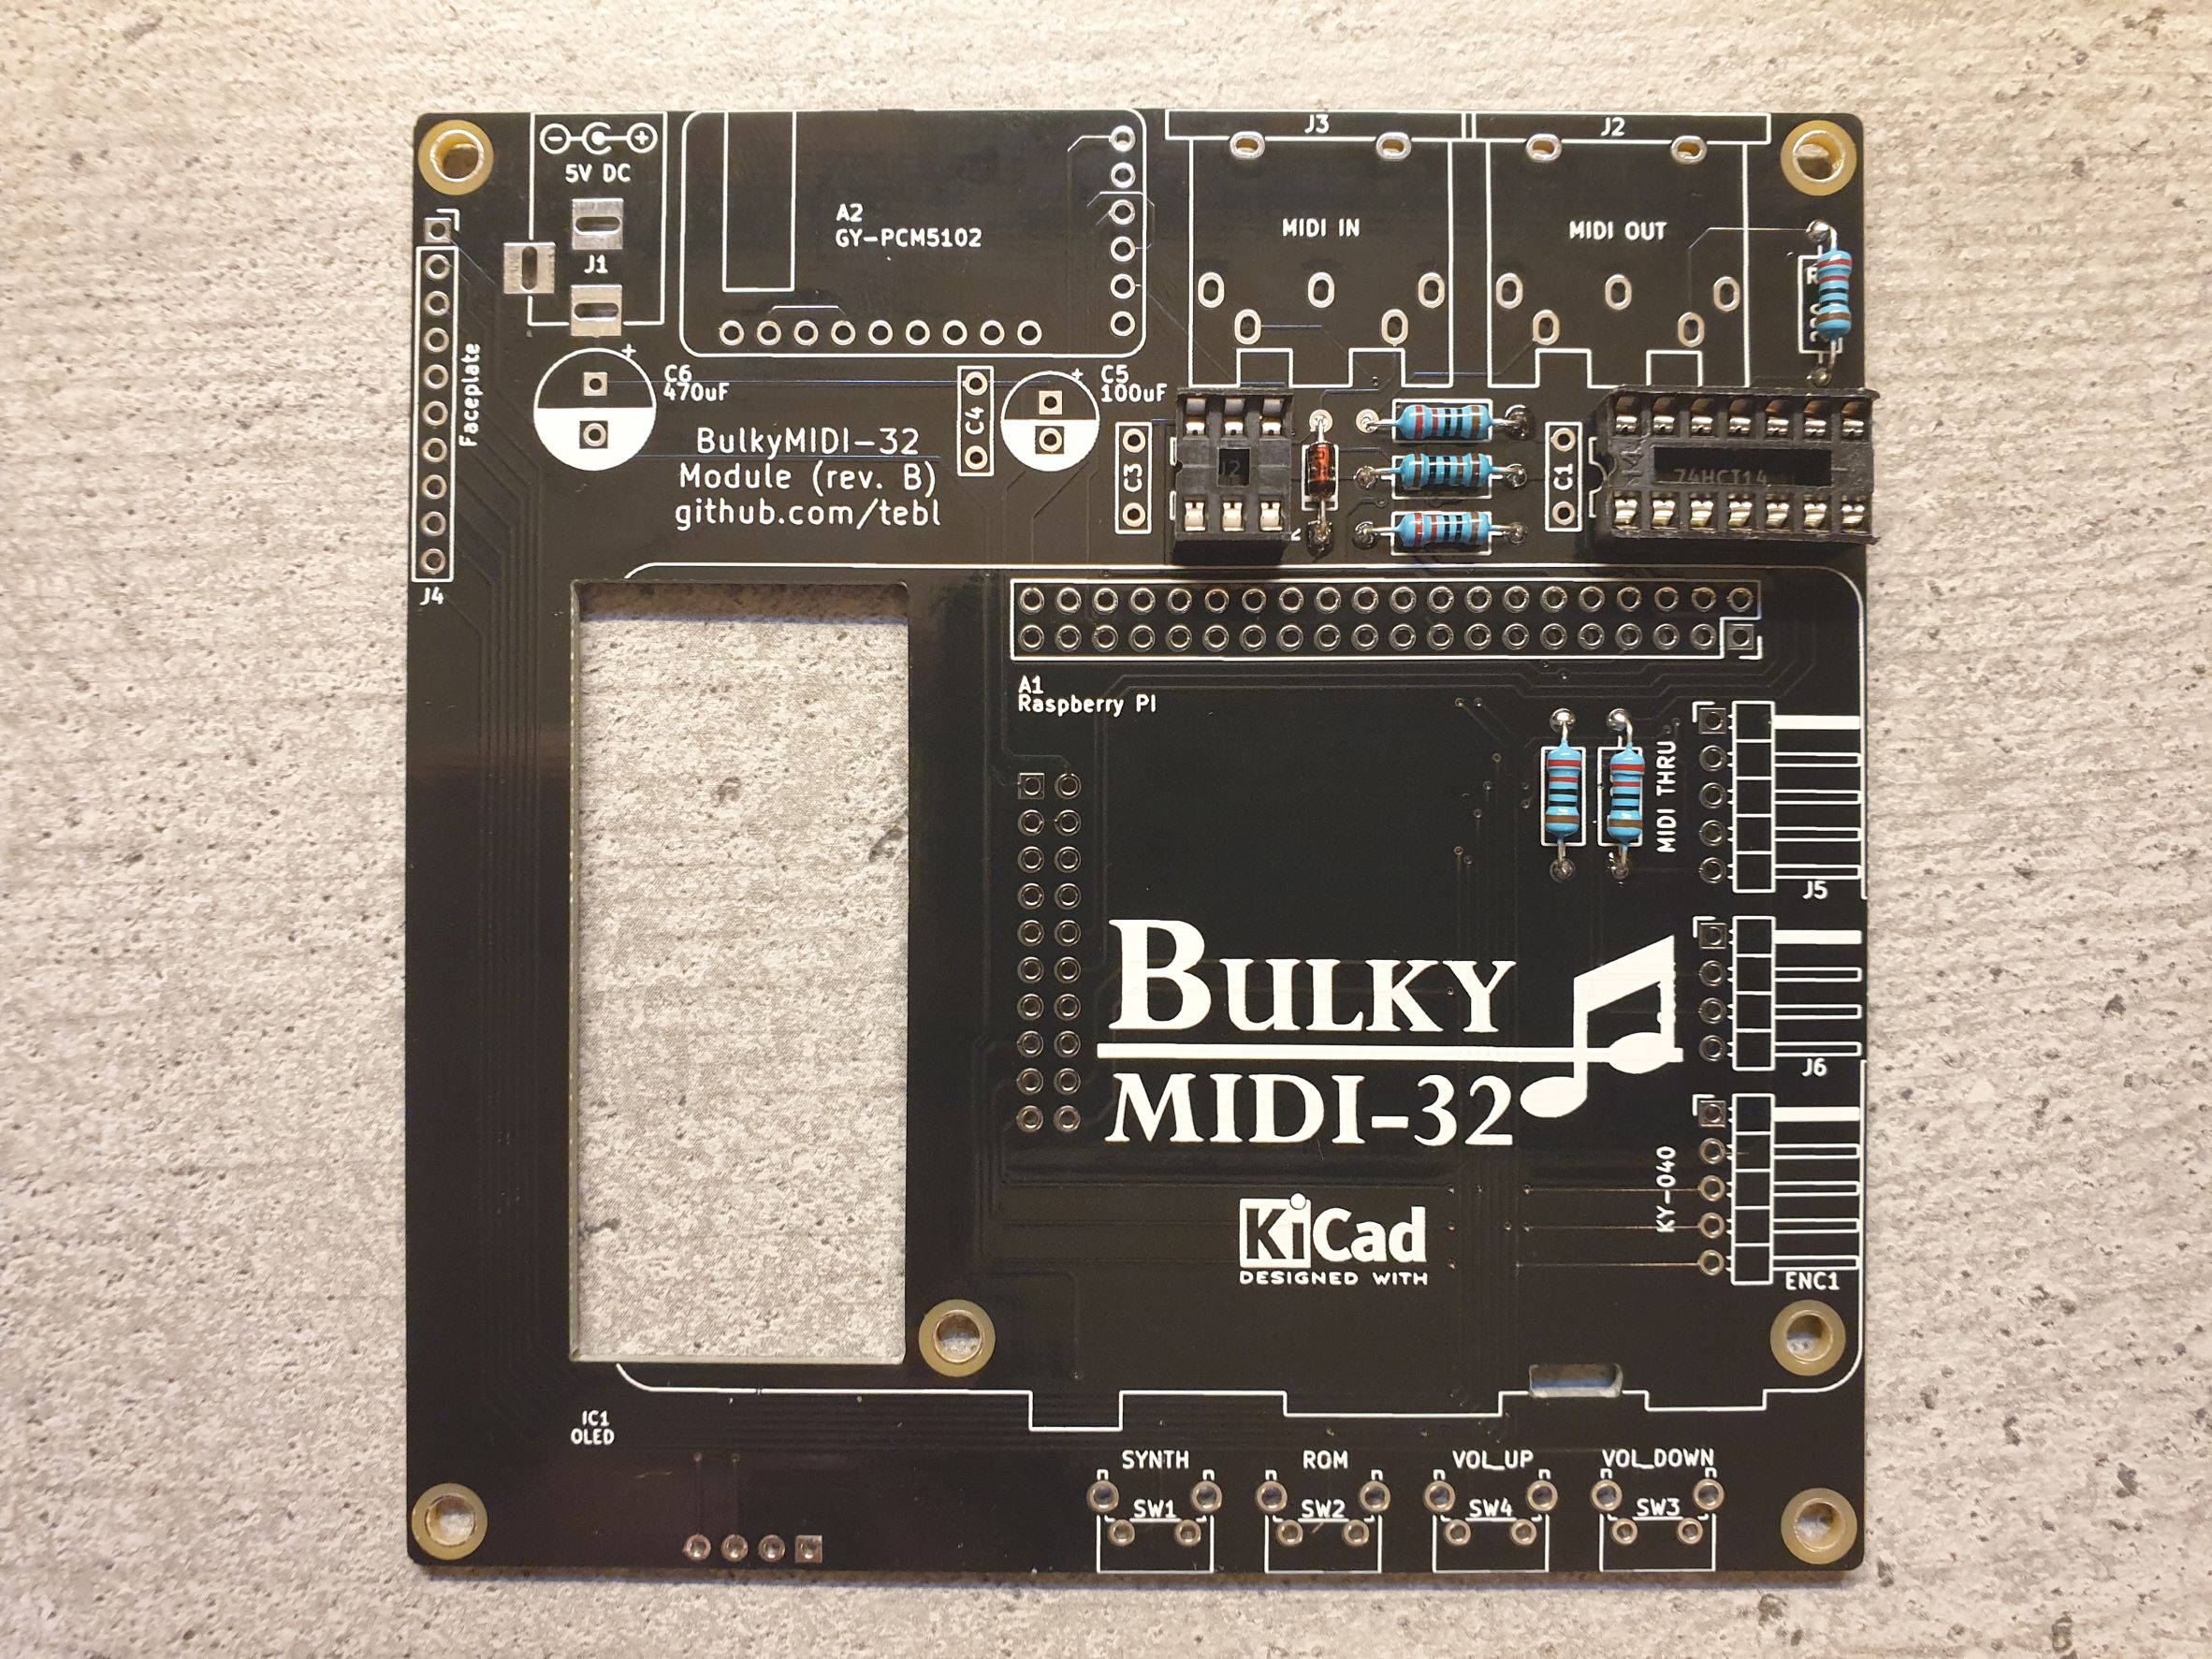 J3
J2
5V DC
A2
GY-PCM5102
MIDI IN
MIDI OUT
J1
Faceplate
C6
470uF
C4
C5
100uF
BulkyMIDI-32
Module (rev. B)
github.com/tebl
C3
C1
74HCT14
J4
A1
Raspberry PI
MIDI THRU
J5
BULKY
MIDI-32
J6
KY-040
KiCad
DESIGNED WITH
ENC1
IC1
OLED
SYNTH
ROM
VOL_UP
VOL_DOWN
SW1
SW2
SW4
SW3